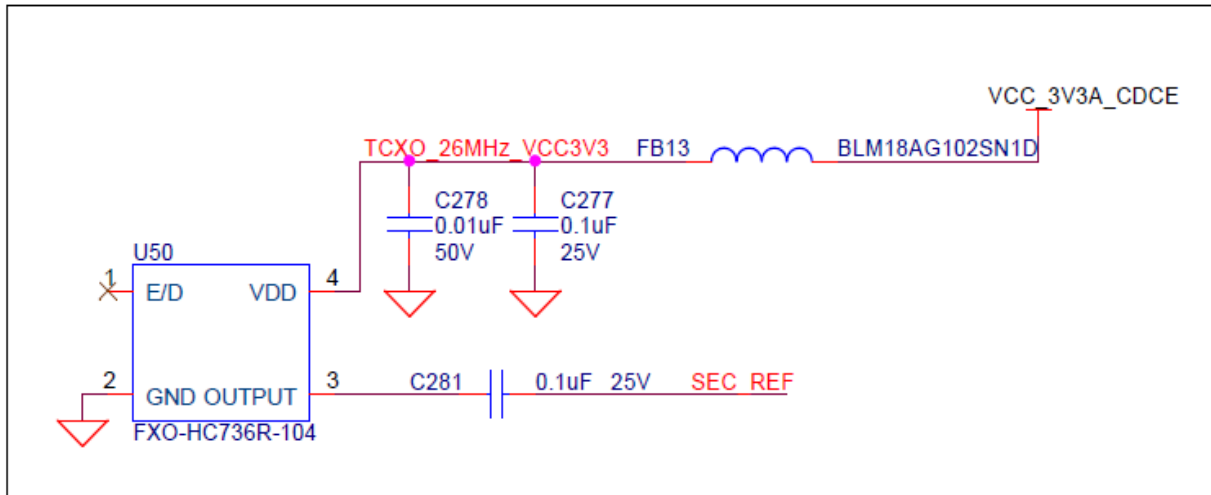 VCC_3V3A_CDCE
TCXO_26MHz_VCC3V3 FB13 BLM18AG102SN1D
C278 C277
0.01uF 0.1uF
50V 25V
U50
1 E/D VDD 4
2 GND OUTPUT 3 C281 0.1uF 25V SEC_REF
FXO-HC736R-104